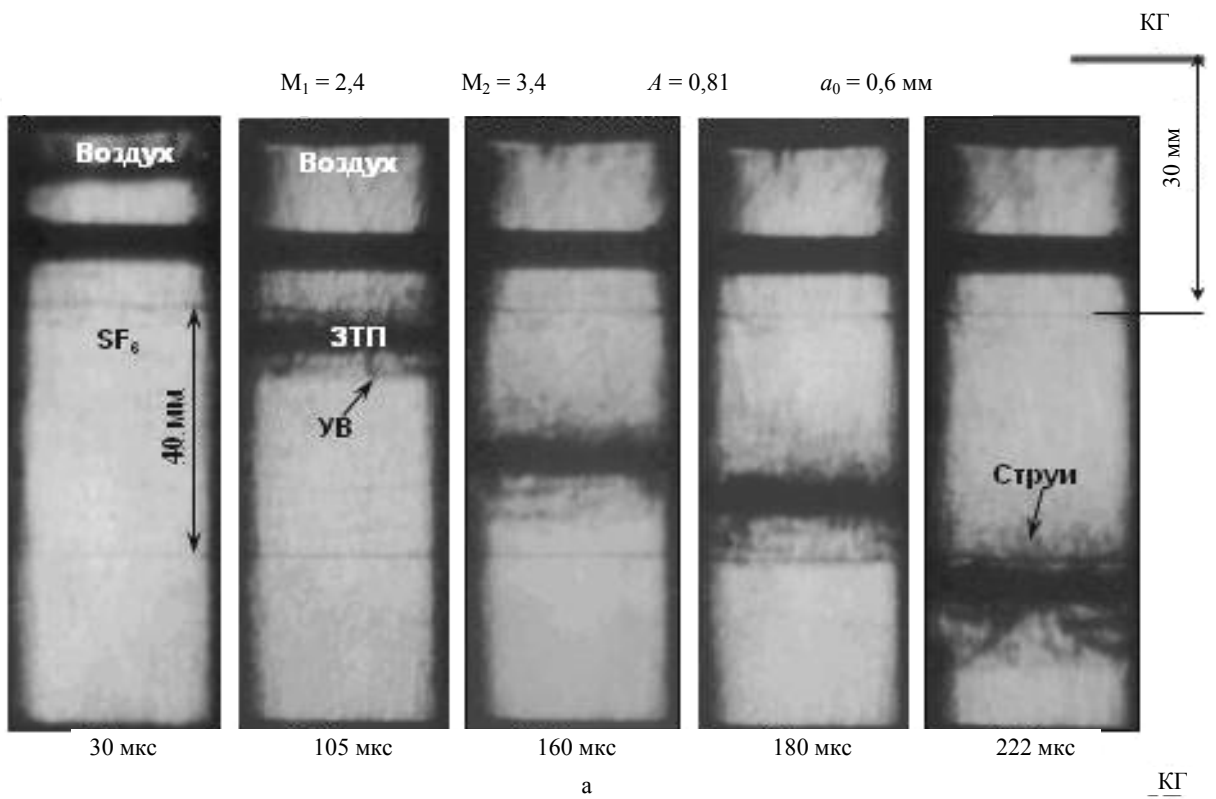 КГ
M₁ = 2,4 M₂ = 3,4 A = 0,81 a₀ = 0,6 мм
30 мм
Воздух
SF₆
40 мм
Воздух
ЗТП
УВ
Струи
30 мкс 105 мкс 160 мкс 180 мкс 222 мкс
а
КГ